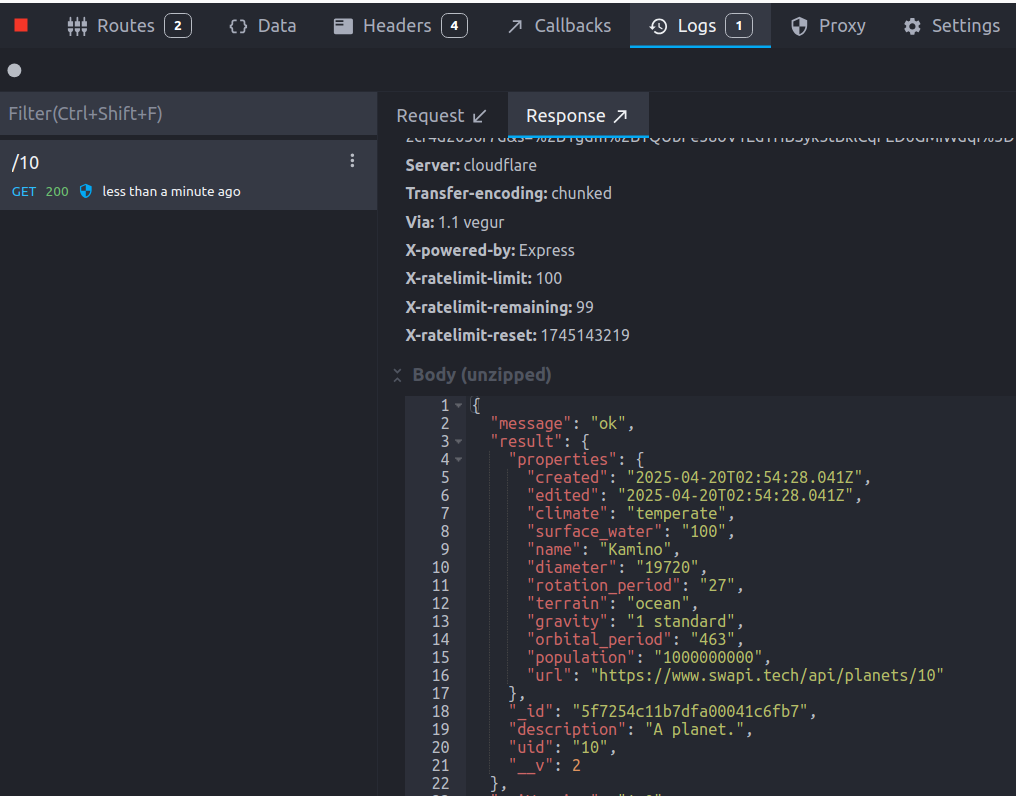 Routes 2 Data Headers 4 Callbacks Logs 1 Proxy Settings
Filter(Ctrl+Shift+F)
/10
GET 200 less than a minute ago
Request Response
Server: cloudflare
Transfer-encoding: chunked
Via: 1.1 vegur
X-powered-by: Express
X-ratelimit-limit: 100
X-ratelimit-remaining: 99
X-ratelimit-reset: 1745143219
Body (unzipped)
1 {
2 "message": "ok",
3 "result": {
4 "properties": {
5 "created": "2025-04-20T02:54:28.041Z",
6 "edited": "2025-04-20T02:54:28.041Z",
7 "climate": "temperate",
8 "surface_water": "100",
9 "name": "Kamino",
10 "diameter": "19720",
11 "rotation_period": "27",
12 "terrain": "ocean",
13 "gravity": "1 standard",
14 "orbital_period": "463",
15 "population": "1000000000",
16 "url": "https://www.swapi.tech/api/planets/10"
17 },
18 "_id": "5f7254c11b7dfa00041c6fb7",
19 "description": "A planet.",
20 "uid": "10",
21 "__v": 2
22 },